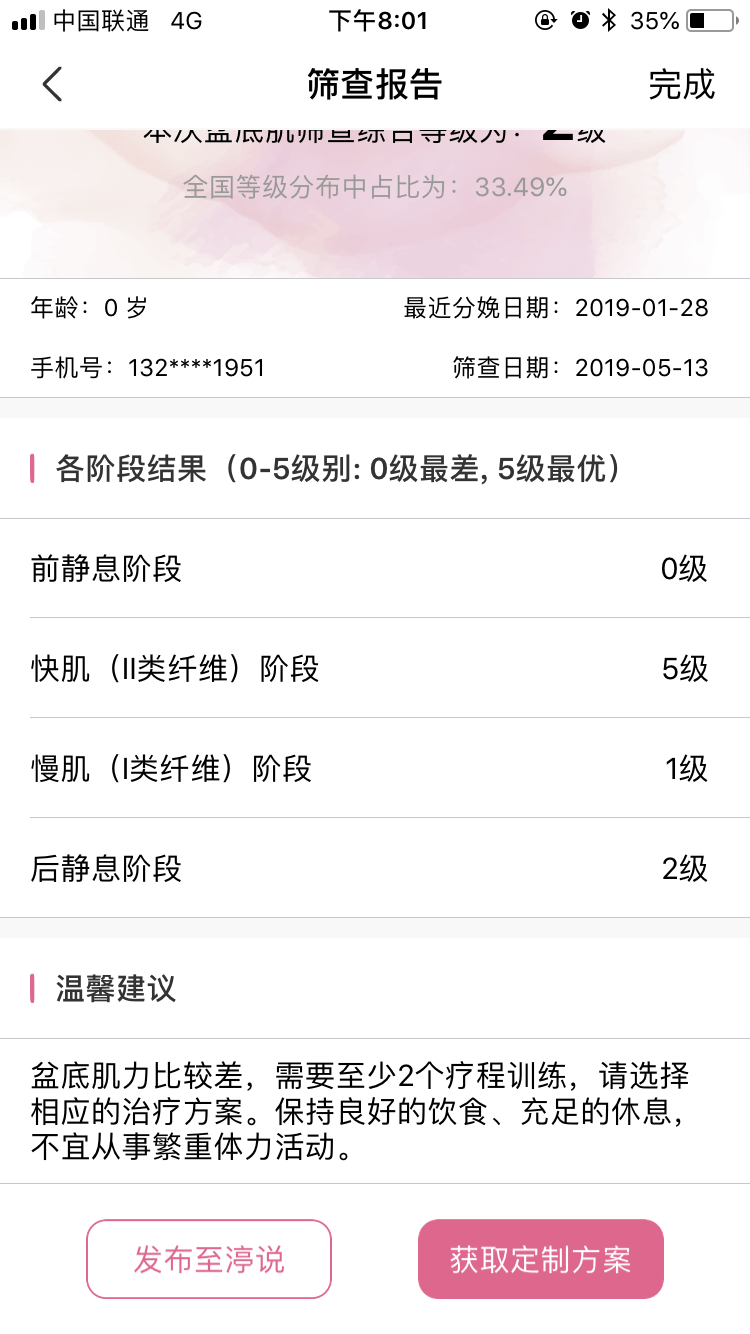 中国联通 4G 下午8:01 35%
筛查报告 完成
本次盆底肌筛查综合等级为：2级
全国等级分布中占比为：33.49%
年龄：0 岁 最近分娩日期：2019-01-28
手机号：132****1951 筛查日期：2019-05-13
各阶段结果（0-5级别: 0级最差, 5级最优）
前静息阶段 0级
快肌（II类纤维）阶段 5级
慢肌（I类纤维）阶段 1级
后静息阶段 2级
温馨建议
盆底肌力比较差，需要至少2个疗程训练，请选择
相应的治疗方案。保持良好的饮食、充足的休息，
不宜从事繁重体力活动。
发布至渟说 获取定制方案